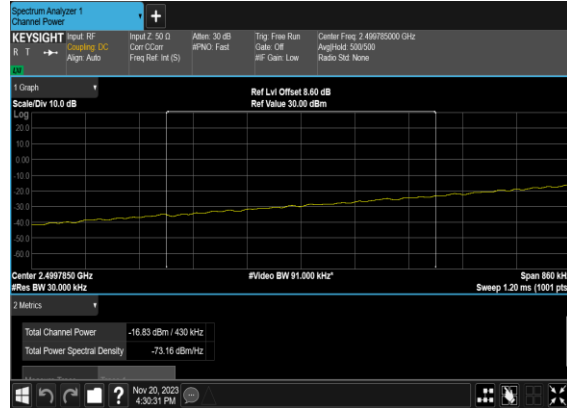 Spectrum Analyzer 1
Channel Power
+
KEYSIGHT
R T
Input: RF
Coupling: DC
Align: Auto
Input Z: 50 Ω
Corr CCorr
Freq Ref: Int (S)
Atten: 30 dB
#PNO: Fast
Trig: Free Run
Gate: Off
#IF Gain: Low
Center Freq: 2.499785000 GHz
Avg|Hold: 500/500
Radio Std: None
1 Graph
Scale/Div 10.0 dB
Ref Lvl Offset 8.60 dB
Ref Value 30.00 dBm
Log
20.0
10.0
0.00
-10.0
-20.0
-30.0
-40.0
-50.0
-60.0
Center 2.4997850 GHz
#Res BW 30.000 kHz
#Video BW 91.000 kHz*
Span 860 kH
Sweep 1.20 ms (1001 pts
2 Metrics
Total Channel Power -16.83 dBm / 430 kHz
Total Power Spectral Density -73.16 dBm/Hz
?
Nov 20, 2023
4:30:31 PM